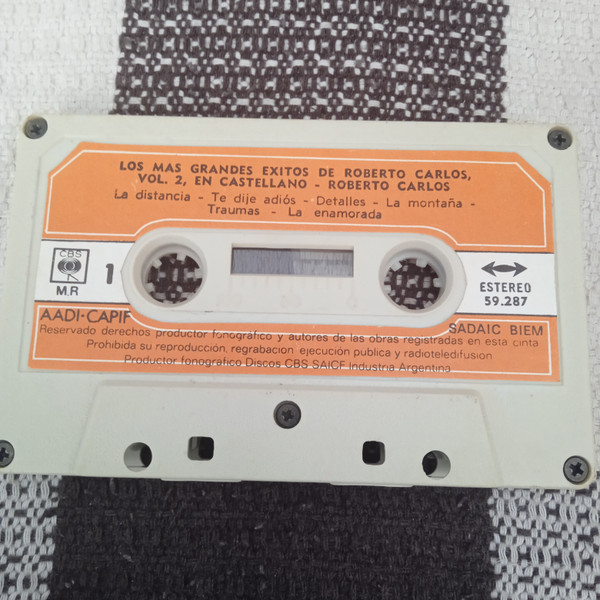 LOS MAS GRANDES EXITOS DE ROBERTO CARLOS,
VOL. 2, EN CASTELLANO - ROBERTO CARLOS
La distancia - Te dije adiós - Detalles - La montaña -
Traumas - La enamorada
CBS
M.R
1
ESTEREO
59.287
AADI-CAPIF
SADAIC BIEM
Reservado derechos productor fonográfico y autores de las obras registradas en esta cinta
Prohibida su reproducción, regrabacion ejecución publica y radioteledifusion
Productor fonográfico Discos CBS SAICF Industria Argentina